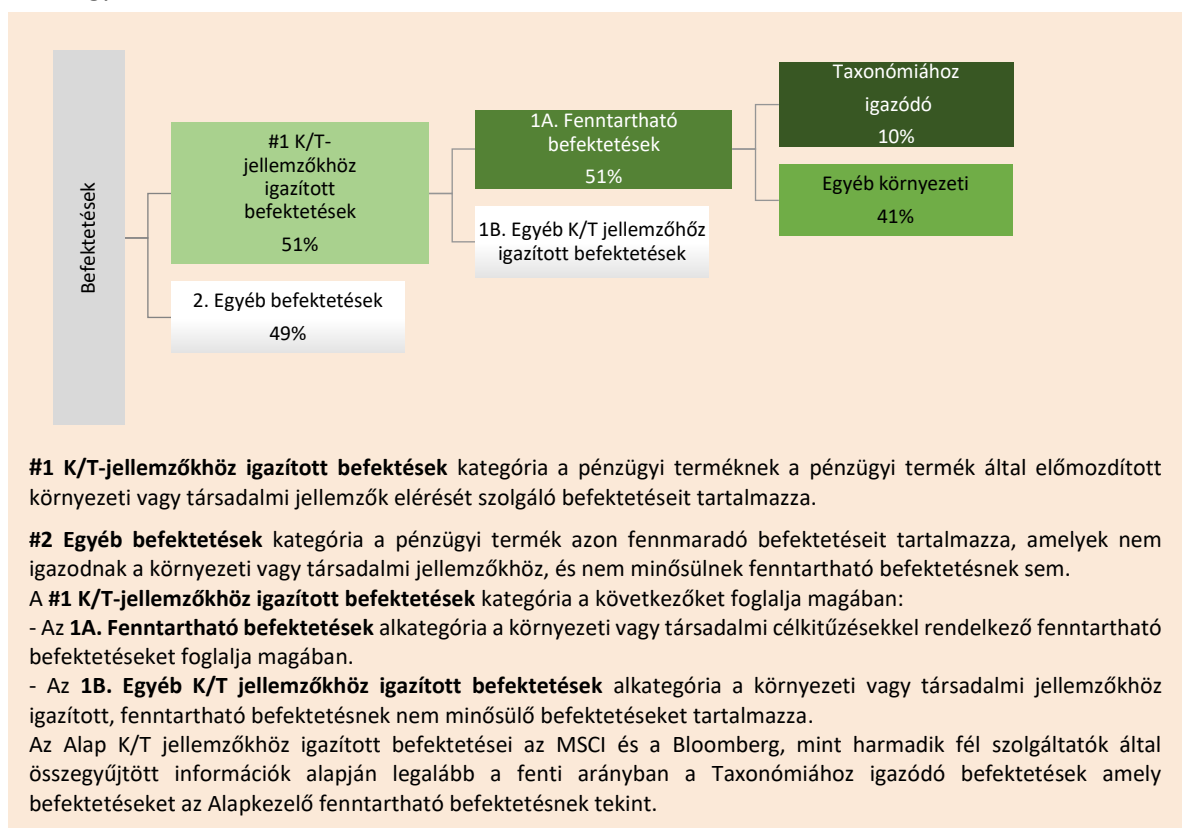 Befektetések
#1 K/T-
jellemzőkhöz
igazított
befektetések
51%
2. Egyéb befektetések
49%
1A. Fenntartható
befektetések
51%
1B. Egyéb K/T jellemzőhőz
igazított befektetések
Taxonómiához
igazódó
10%
Egyéb környezeti
41%
#1 K/T-jellemzőkhöz igazított befektések kategória a pénzügyi terméknek a pénzügyi termék által előmozdított
környezeti vagy társadalmi jellemzők elérését szolgáló befektetéseit tartalmazza.
#2 Egyéb befektetések kategória a pénzügyi termék azon fennmaradó befektetéseit tartalmazza, amelyek nem
igazodnak a környezeti vagy társadalmi jellemzőkhöz, és nem minősülnek fenntartható befektetésnek sem.
A #1 K/T-jellemzőkhöz igazított befektetések kategória a következőket foglalja magában:
- Az 1A. Fenntartható befektetések alkategória a környezeti vagy társadalmi célkitűzésekkel rendelkező fenntartható
befektetéseket foglalja magában.
- Az 1B. Egyéb K/T jellemzőkhöz igazított befektetések alkategória a környezeti vagy társadalmi jellemzőkhöz
igazított, fenntartható befektetésnek nem minősülő befektetéseket tartalmazza.
Az Alap K/T jellemzőkhöz igazított befektetései az MSCI és a Bloomberg, mint harmadik fél szolgáltatók által
összegyűjtött információk alapján legalább a fenti arányban a Taxonómiához igazódó befektetések amely
befektetéseket az Alapkezelő fenntartható befektetésnek tekint.